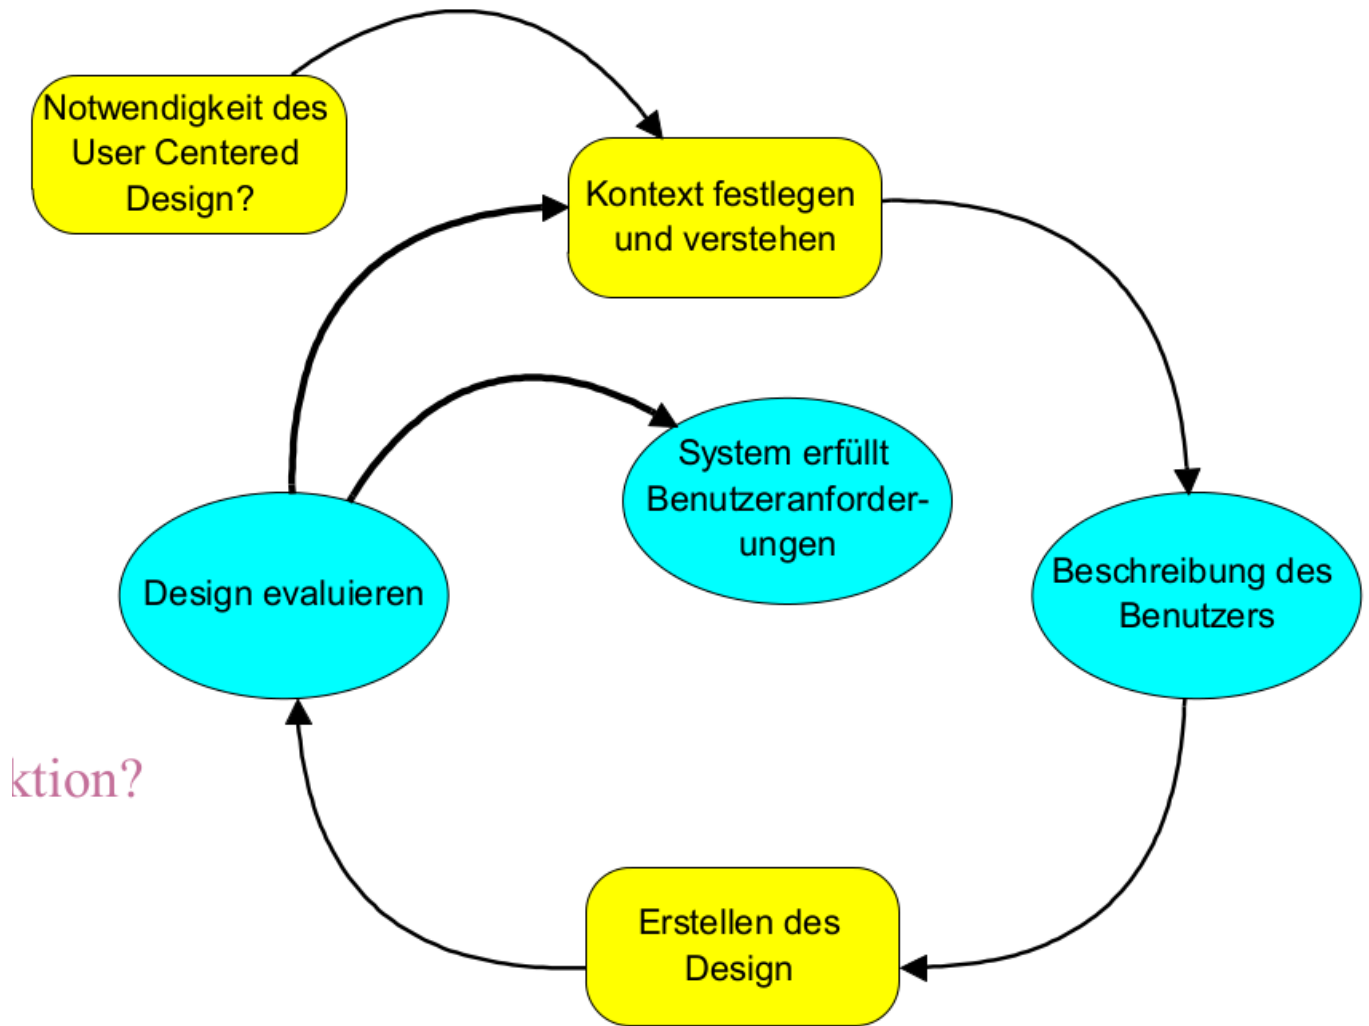 Notwendigkeit des
User Centered
Design?
Kontext festlegen
und verstehen
System erfüllt
Benutzeranforder-
ungen
Design evaluieren
Beschreibung des
Benutzers
ktion?
Erstellen des
Design